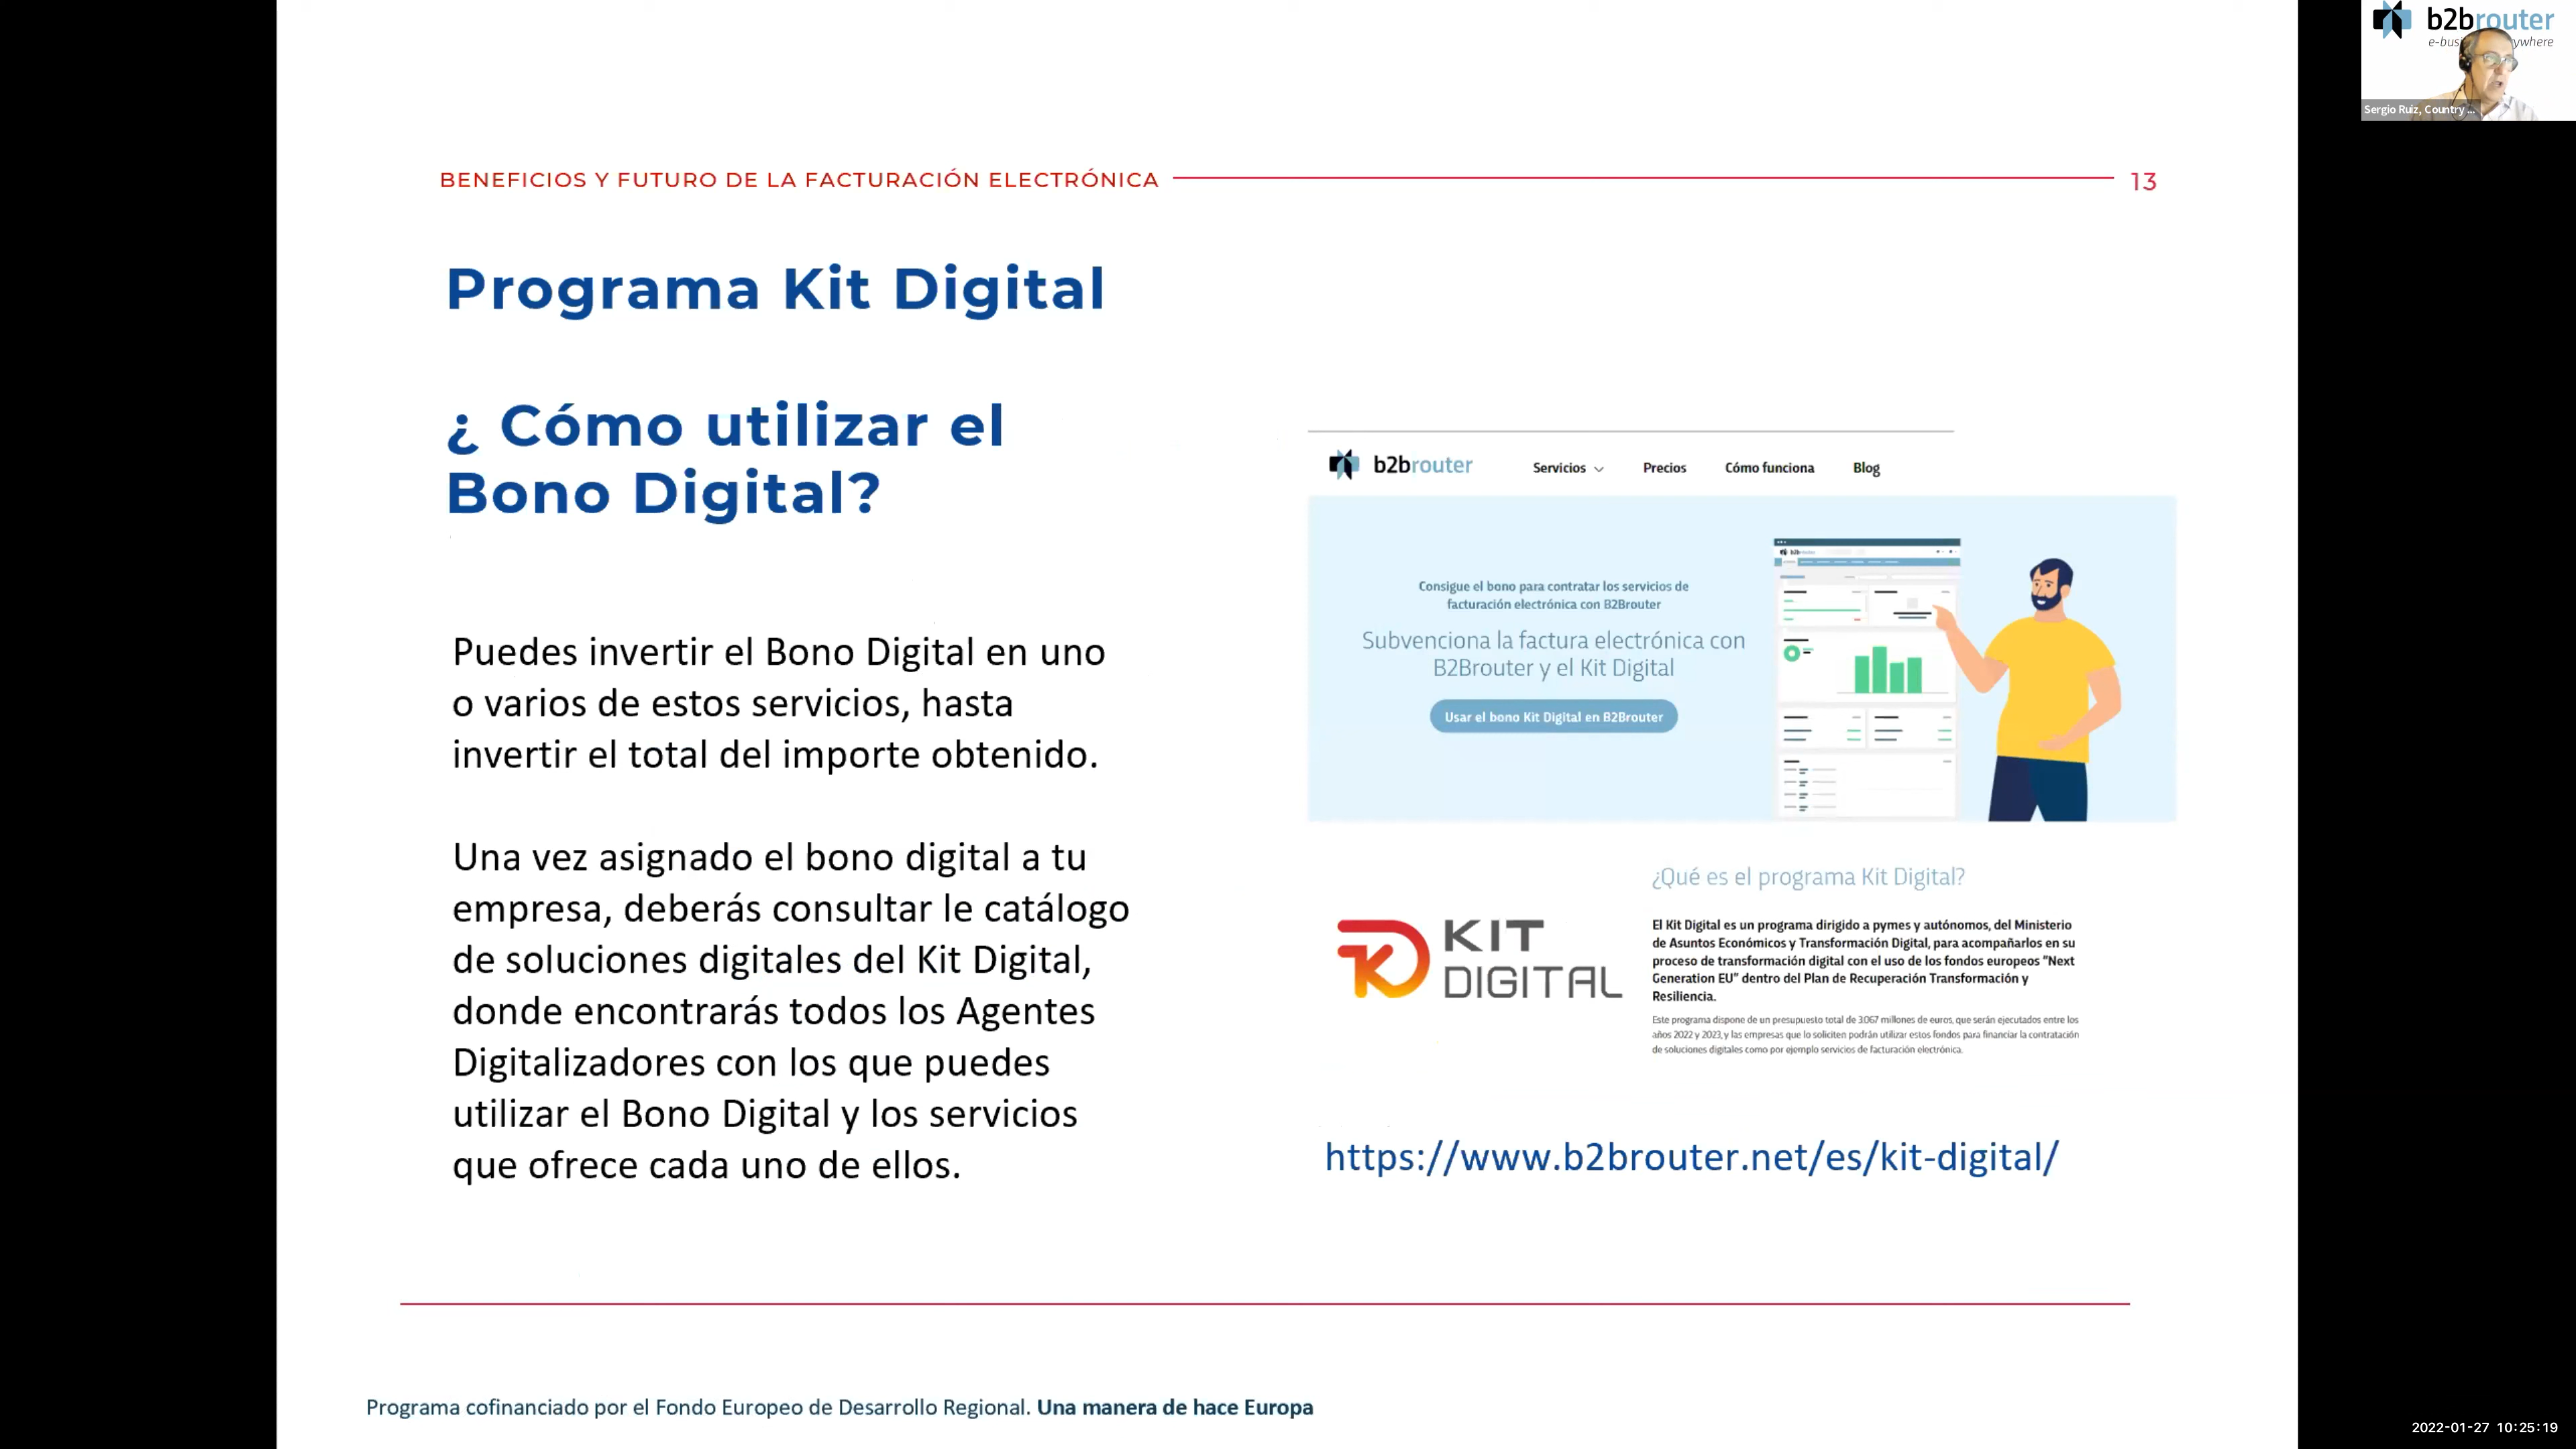 b2brouter
Sergio Ruiz, Country ...
BENEFICIOS Y FUTURO DE LA FACTURACIÓN ELECTRÓNICA
13
Programa Kit Digital
¿ Cómo utilizar el
Bono Digital?
Puedes invertir el Bono Digital en uno
o varios de estos servicios, hasta
invertir el total del importe obtenido.
Una vez asignado el bono digital a tu
empresa, deberás consultar le catálogo
de soluciones digitales del Kit Digital,
donde encontrarás todos los Agentes
Digitalizadores con los que puedes
utilizar el Bono Digital y los servicios
que ofrece cada uno de ellos.
b2brouter Servicios Precios Cómo funciona Blog
Consigue el bono para contratar los servicios de
facturación electrónica con B2Brouter
Subvenciona la factura electrónica con
B2Brouter y el Kit Digital
Usar el bono Kit Digital en B2Brouter
KIT
DIGITAL
¿Qué es el programa Kit Digital?
El Kit Digital es un programa dirigido a pymes y autónomos, del Ministerio
de Asuntos Económicos y Transformación Digital, para acompañarlos en su
proceso de transformación digital con el uso de los fondos europeos "Next
Generation EU" dentro del Plan de Recuperación Transformación y
Resiliencia.
Este programa dispone de un presupuesto total de 3.067 millones de euros, que serán ejecutados entre los
años 2022 y 2023, y las empresas que lo soliciten podrán utilizar estos fondos para financiar la contratación
de soluciones digitales como por ejemplo servicios de facturación electrónica.
https://www.b2brouter.net/es/kit-digital/
Programa cofinanciado por el Fondo Europeo de Desarrollo Regional. Una manera de hace Europa
2022-01-27 10:25:19